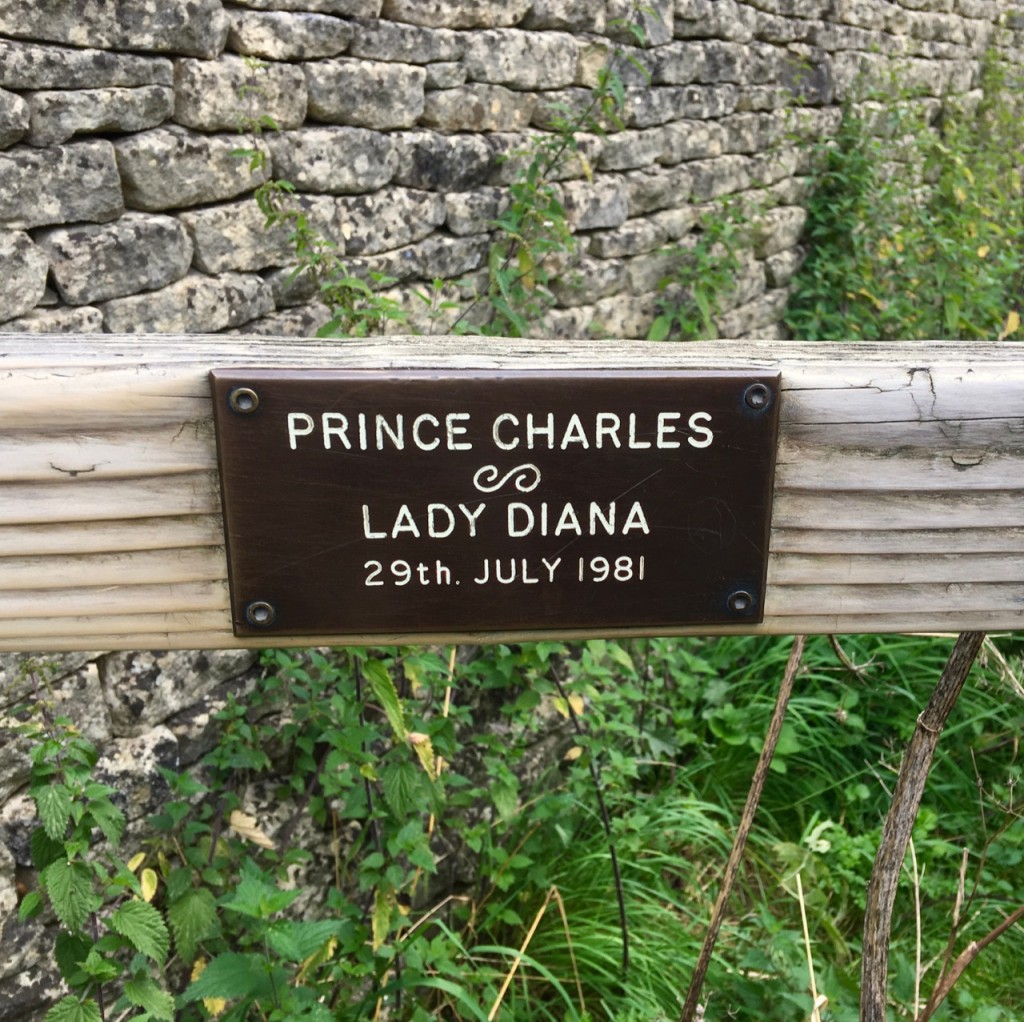 PRINCE CHARLES
LADY DIANA
29th. JULY 1981